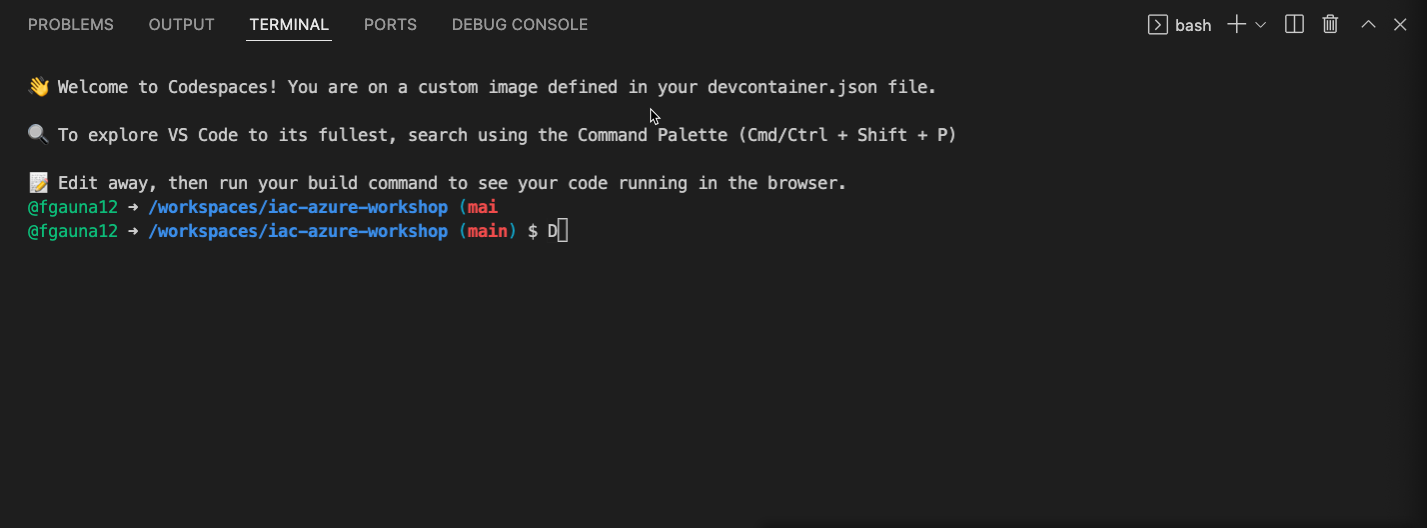 PROBLEMS OUTPUT TERMINAL PORTS DEBUG CONSOLE bash
👋 Welcome to Codespaces! You are on a custom image defined in your devcontainer.json file.
🔍 To explore VS Code to its fullest, search using the Command Palette (Cmd/Ctrl + Shift + P)
📝 Edit away, then run your build command to see your code running in the browser.
@fgauna12 ➜ /workspaces/iac-azure-workshop (mai
@fgauna12 ➜ /workspaces/iac-azure-workshop (main) $ D